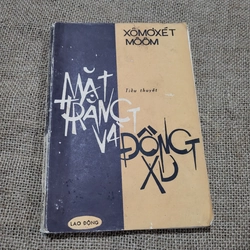 XÔMƠXÉT
MÔÔM
Tiểu thuyết
MẶT
TRĂNG
VÀ
ĐỒNG
XU
LAO ĐỘNG